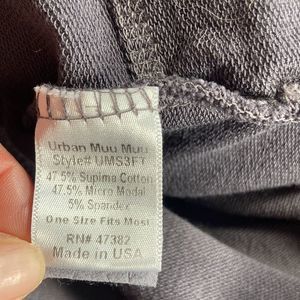 Urban Muu Muu
Style# UMS3FT
47.5% Supima Cotton
47.5% Micro Modal
5% Spandex
One Size Fits Most
RN# 47382
Made in USA